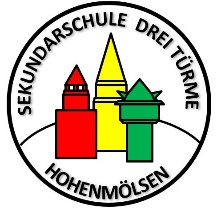 SEKUNDARSCHULE DREI TÜRME
HOHENMÖLSEN